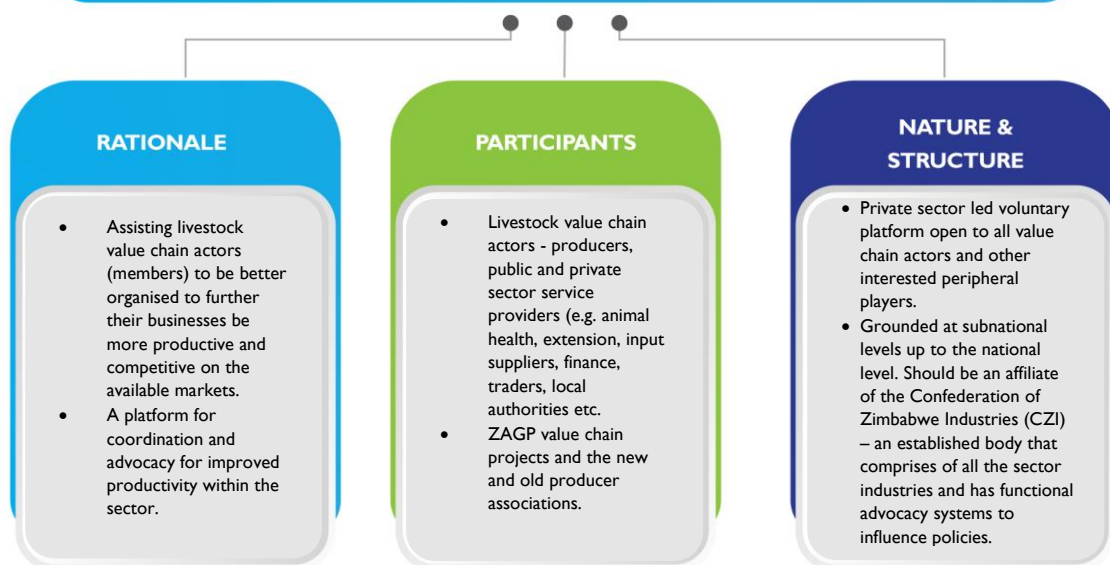 RATIONALE
• Assisting livestock
value chain actors
(members) to be better
organised to further
their businesses be
more productive and
competitive on the
available markets.
• A platform for
coordination and
advocacy for improved
productivity within the
sector.
PARTICIPANTS
• Livestock value chain
actors - producers,
public and private
sector service
providers (e.g. animal
health, extension, input
suppliers, finance,
traders, local
authorities etc.
• ZAGP value chain
projects and the new
and old producer
associations.
NATURE &
STRUCTURE
• Private sector led voluntary
platform open to all value
chain actors and other
interested peripheral
players.
• Grounded at subnational
levels up to the national
level. Should be an affiliate
of the Confederation of
Zimbabwe Industries (CZI)
– an established body that
comprises of all the sector
industries and has functional
advocacy systems to
influence policies.